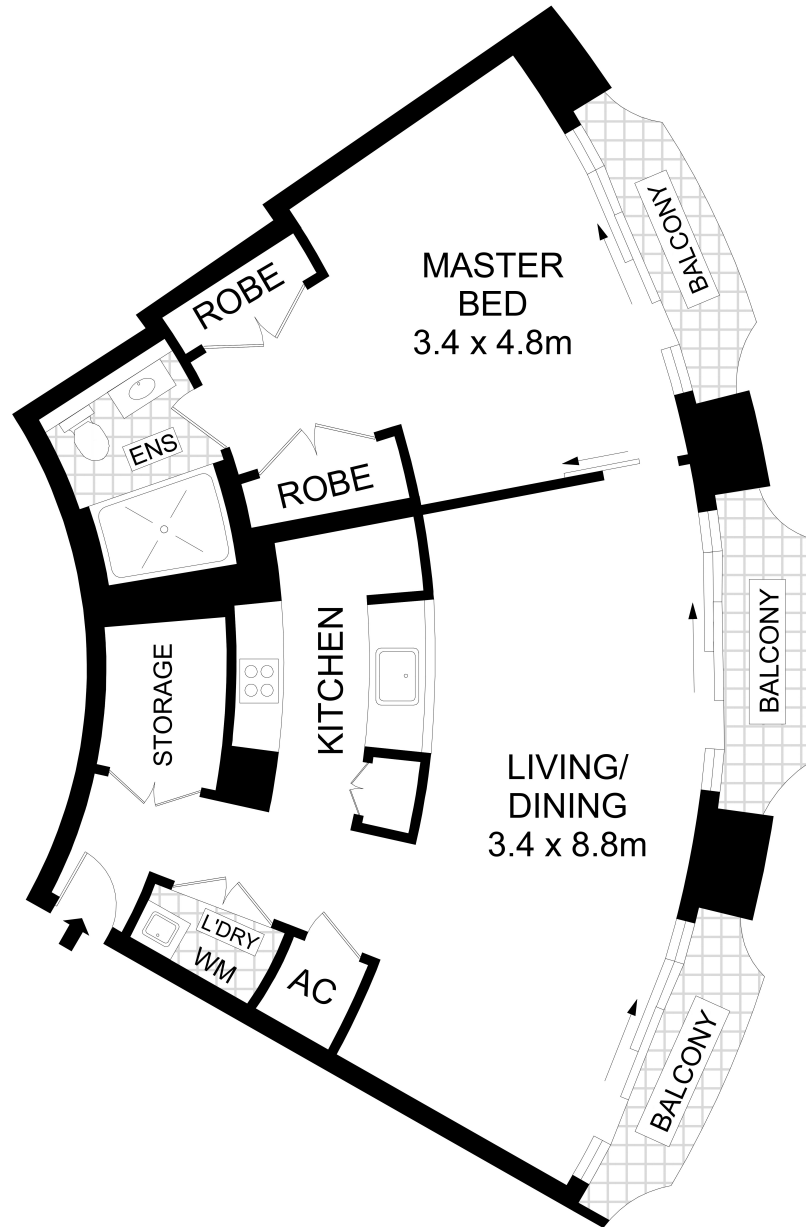 BALCONY
ROBE
MASTER
BED
3.4 x 4.8m
ENS
ROBE
KITCHEN
BALCONY
STORAGE
LIVING/
DINING
3.4 x 8.8m
L'DRY
WM
AC
BALCONY